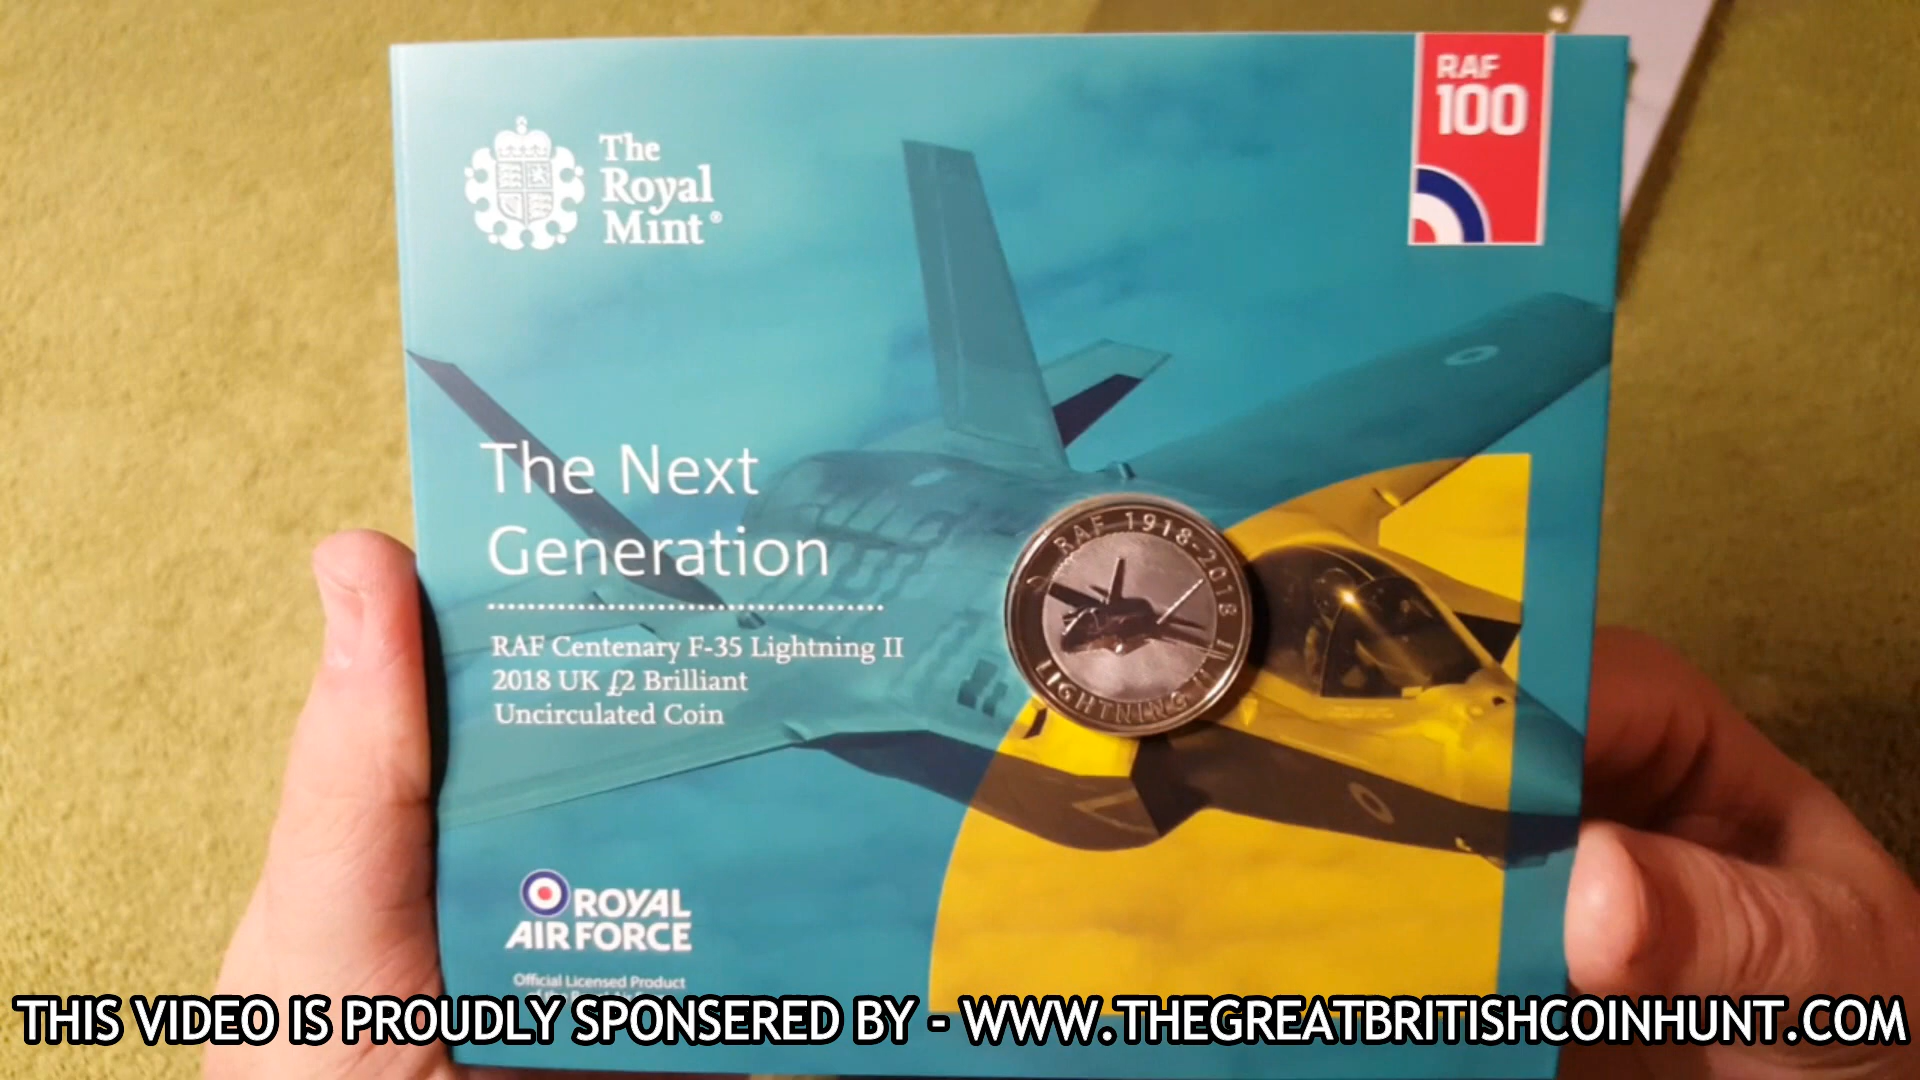 RAF
100
The
Royal
Mint®
The Next
Generation
RAF Centenary F-35 Lightning II
2018 UK £2 Brilliant
Uncirculated Coin
RAF 1918-2018
LIGHTNING II
ROYAL
AIR FORCE
Official Licensed Product
THIS VIDEO IS PROUDLY SPONSERED BY - WWW.THEGREATBRITISHCOINHUNT.COM